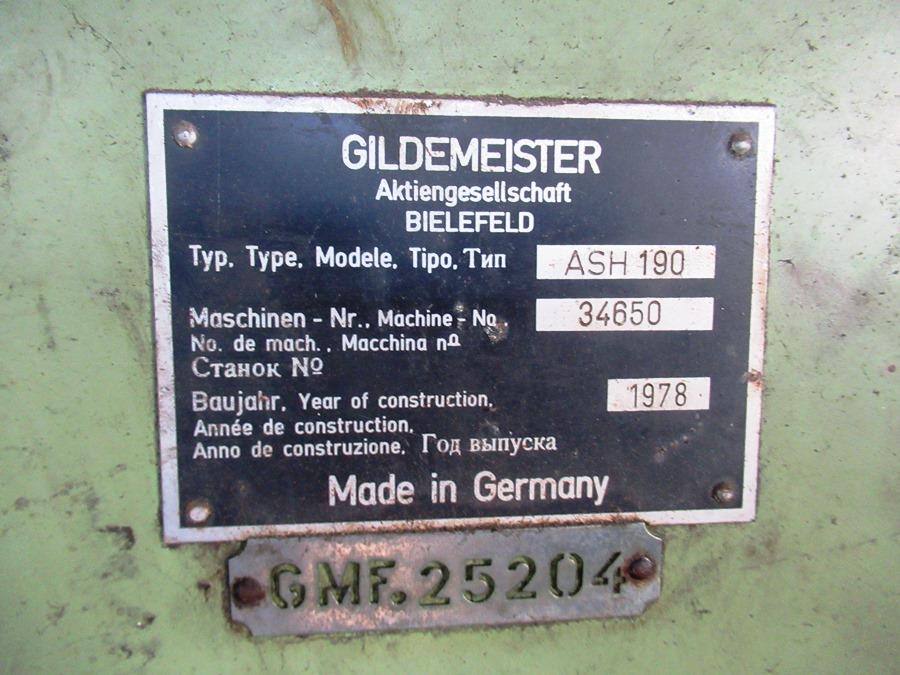 GILDEMEISTER
Aktiengesellschaft
BIELEFELD
Typ. Type. Modele. Tipo. Тип ASH 190
Maschinen - Nr., Machine - No 34650
No. de mach., Macchina nº
Станок №
Baujahr. Year of construction. 1978
Année de construction.
Anno de construzione. Год выпуска
Made in Germany
GMF.25204